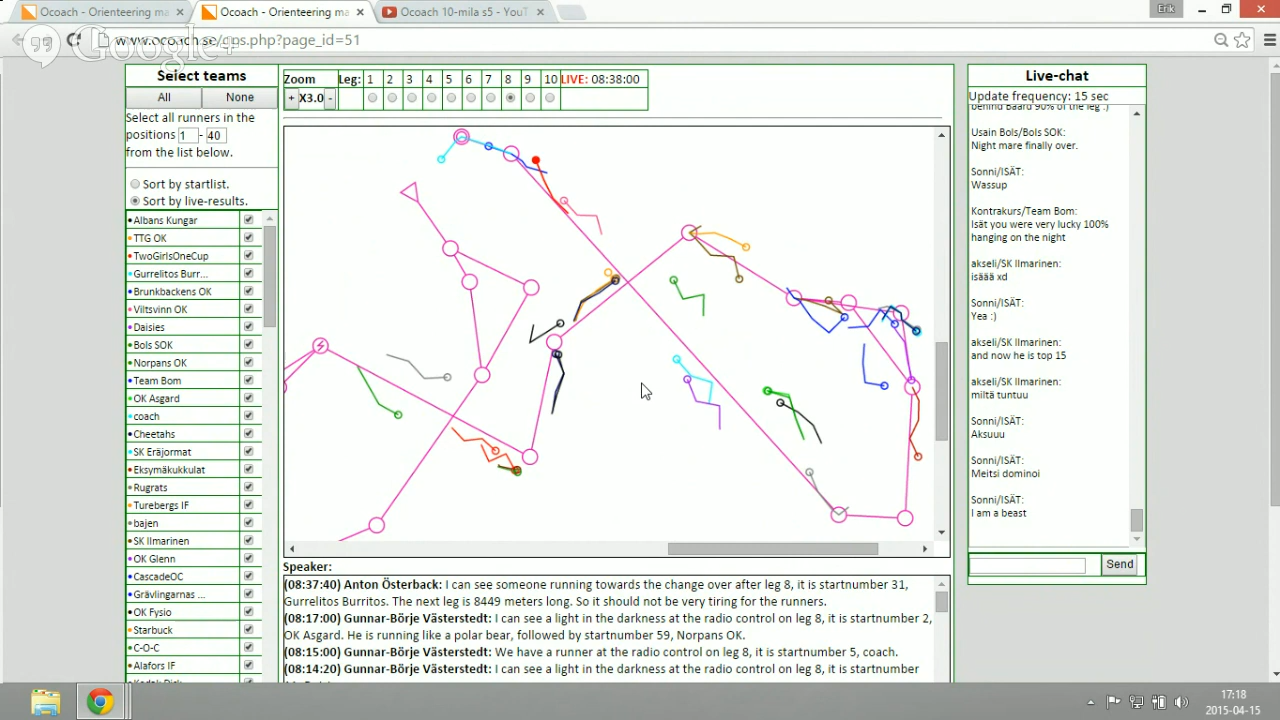 Ocoach - Orienteering ma
Ocoach - Orienteering ma
Ocoach 10-mila s5 - YouT
Erik
www.ocoach.se/gps.php?page_id=51
Google+
Select teams
All
None
Select all runners in the
positions 1 - 40
from the list below.
Sort by startlist.
Sort by live-results.
Albans Kungar
TTG OK
TwoGirlsOneCup
Gurrelitos Burr...
Brunkbackens OK
Viltsvinn OK
Daisies
Bols SOK
Norpans OK
Team Bom
OK Asgard
coach
Cheetahs
SK Eräjormat
Eksymäkukkulat
Rugrats
Turebergs IF
bajen
SK Ilmarinen
OK Glenn
CascadeOC
Grävlingarnas ...
OK Fysio
Starbuck
C-O-C
Alafors IF
Zoom
Leg:
1 2 3 4 5 6 7 8 9 10
LIVE: 08:38:00
+ X3.0 -
Speaker:
(08:37:40) Anton Österback: I can see someone running towards the change over after leg 8, it is startnumber 31,
Gurrelitos Burritos. The next leg is 8449 meters long. So it should not be very tiring for the runners.
(08:17:00) Gunnar-Börje Västerstedt: I can see a light in the darkness at the radio control on leg 8, it is startnumber 2,
OK Asgard. He is running like a polar bear, followed by startnumber 59, Norpans OK.
(08:15:00) Gunnar-Börje Västerstedt: We have a runner at the radio control on leg 8, it is startnumber 5, coach.
(08:14:20) Gunnar-Börje Västerstedt: I can see a light in the darkness at the radio control on leg 8, it is startnumber
Live-chat
Update frequency: 15 sec
behind Baard 90% of the leg :)
Usain Bols/Bols SOK:
Night mare finally over.
Sonni/ISÄT:
Wassup
Kontrakurs/Team Bom:
Isät you were very lucky 100%
hanging on the night
akseli/SK Ilmarinen:
isäää xd
Sonni/ISÄT:
Yea :)
akseli/SK Ilmarinen:
and now he is top 15
akseli/SK Ilmarinen:
miltä tuntuu
Sonni/ISÄT:
Aksuuu
Sonni/ISÄT:
Meitsi dominoi
Sonni/ISÄT:
I am a beast
Send
17:18
2015-04-15